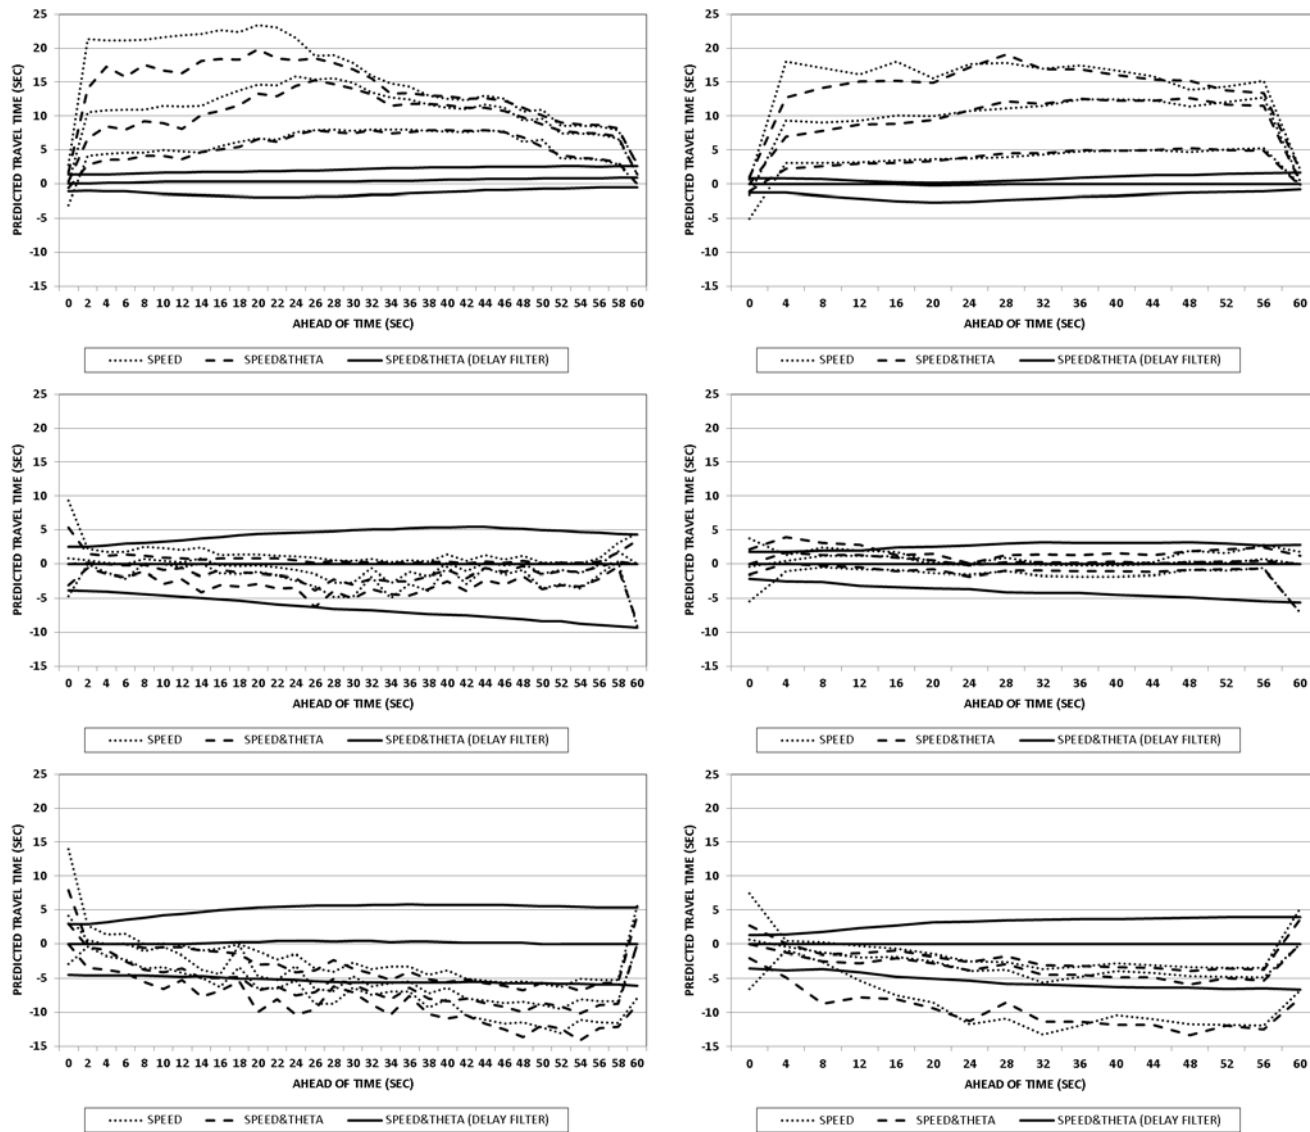 PREDICTED TRAVEL TIME (SEC)
25
20
15
10
5
0
-5
-10
-15
0 2 4 6 8 10 12 14 16 18 20 22 24 26 28 30 32 34 36 38 40 42 44 46 48 50 52 54 56 58 60
AHEAD OF TIME (SEC)
SPEED SPEED&THETA SPEED&THETA (DELAY FILTER)
PREDICTED TRAVEL TIME (SEC)
25
20
15
10
5
0
-5
-10
-15
0 4 8 12 16 20 24 28 32 36 40 44 48 52 56 60
AHEAD OF TIME (SEC)
SPEED SPEED&THETA SPEED&THETA (DELAY FILTER)
PREDICTED TRAVEL TIME (SEC)
25
20
15
10
5
0
-5
-10
-15
0 2 4 6 8 10 12 14 16 18 20 22 24 26 28 30 32 34 36 38 40 42 44 46 48 50 52 54 56 58 60
AHEAD OF TIME (SEC)
SPEED SPEED&THETA SPEED&THETA (DELAY FILTER)
PREDICTED TRAVEL TIME (SEC)
25
20
15
10
5
0
-5
-10
-15
0 4 8 12 16 20 24 28 32 36 40 44 48 52 56 60
AHEAD OF TIME (SEC)
SPEED SPEED&THETA SPEED&THETA (DELAY FILTER)
PREDICTED TRAVEL TIME (SEC)
25
20
15
10
5
0
-5
-10
-15
0 2 4 6 8 10 12 14 16 18 20 22 24 26 28 30 32 34 36 38 40 42 44 46 48 50 52 54 56 58 60
AHEAD OF TIME (SEC)
SPEED SPEED&THETA SPEED&THETA (DELAY FILTER)
PREDICTED TRAVEL TIME (SEC)
25
20
15
10
5
0
-5
-10
-15
0 4 8 12 16 20 24 28 32 36 40 44 48 52 56 60
AHEAD OF TIME (SEC)
SPEED SPEED&THETA SPEED&THETA (DELAY FILTER)